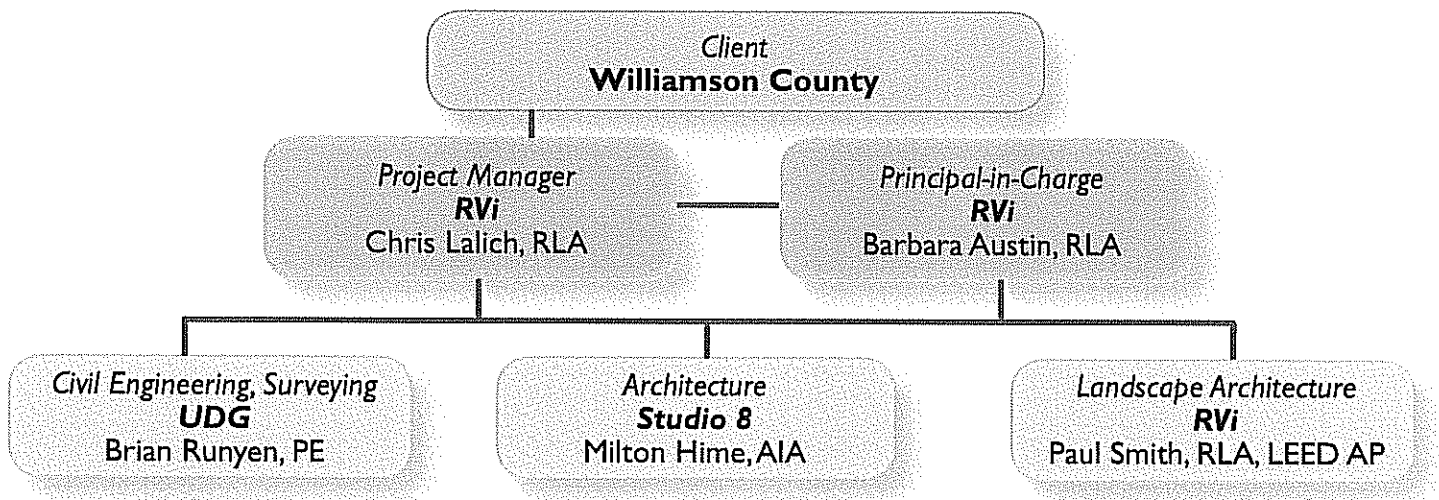 Client
Williamson County
Project Manager
RVi
Chris Lalich, RLA
Principal-in-Charge
RVi
Barbara Austin, RLA
Civil Engineering, Surveying
UDG
Brian Runyen, PE
Architecture
Studio 8
Milton Hime, AIA
Landscape Architecture
RVi
Paul Smith, RLA, LEED AP